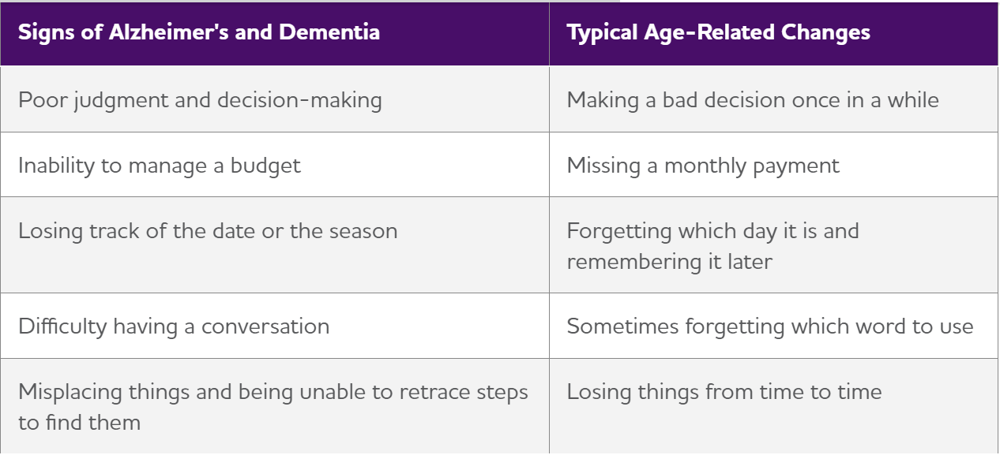 Signs of Alzheimer's and Dementia
Typical Age-Related Changes
Poor judgment and decision-making
Making a bad decision once in a while
Inability to manage a budget
Missing a monthly payment
Losing track of the date or the season
Forgetting which day it is and
remembering it later
Difficulty having a conversation
Sometimes forgetting which word to use
Misplacing things and being unable to retrace steps
to find them
Losing things from time to time